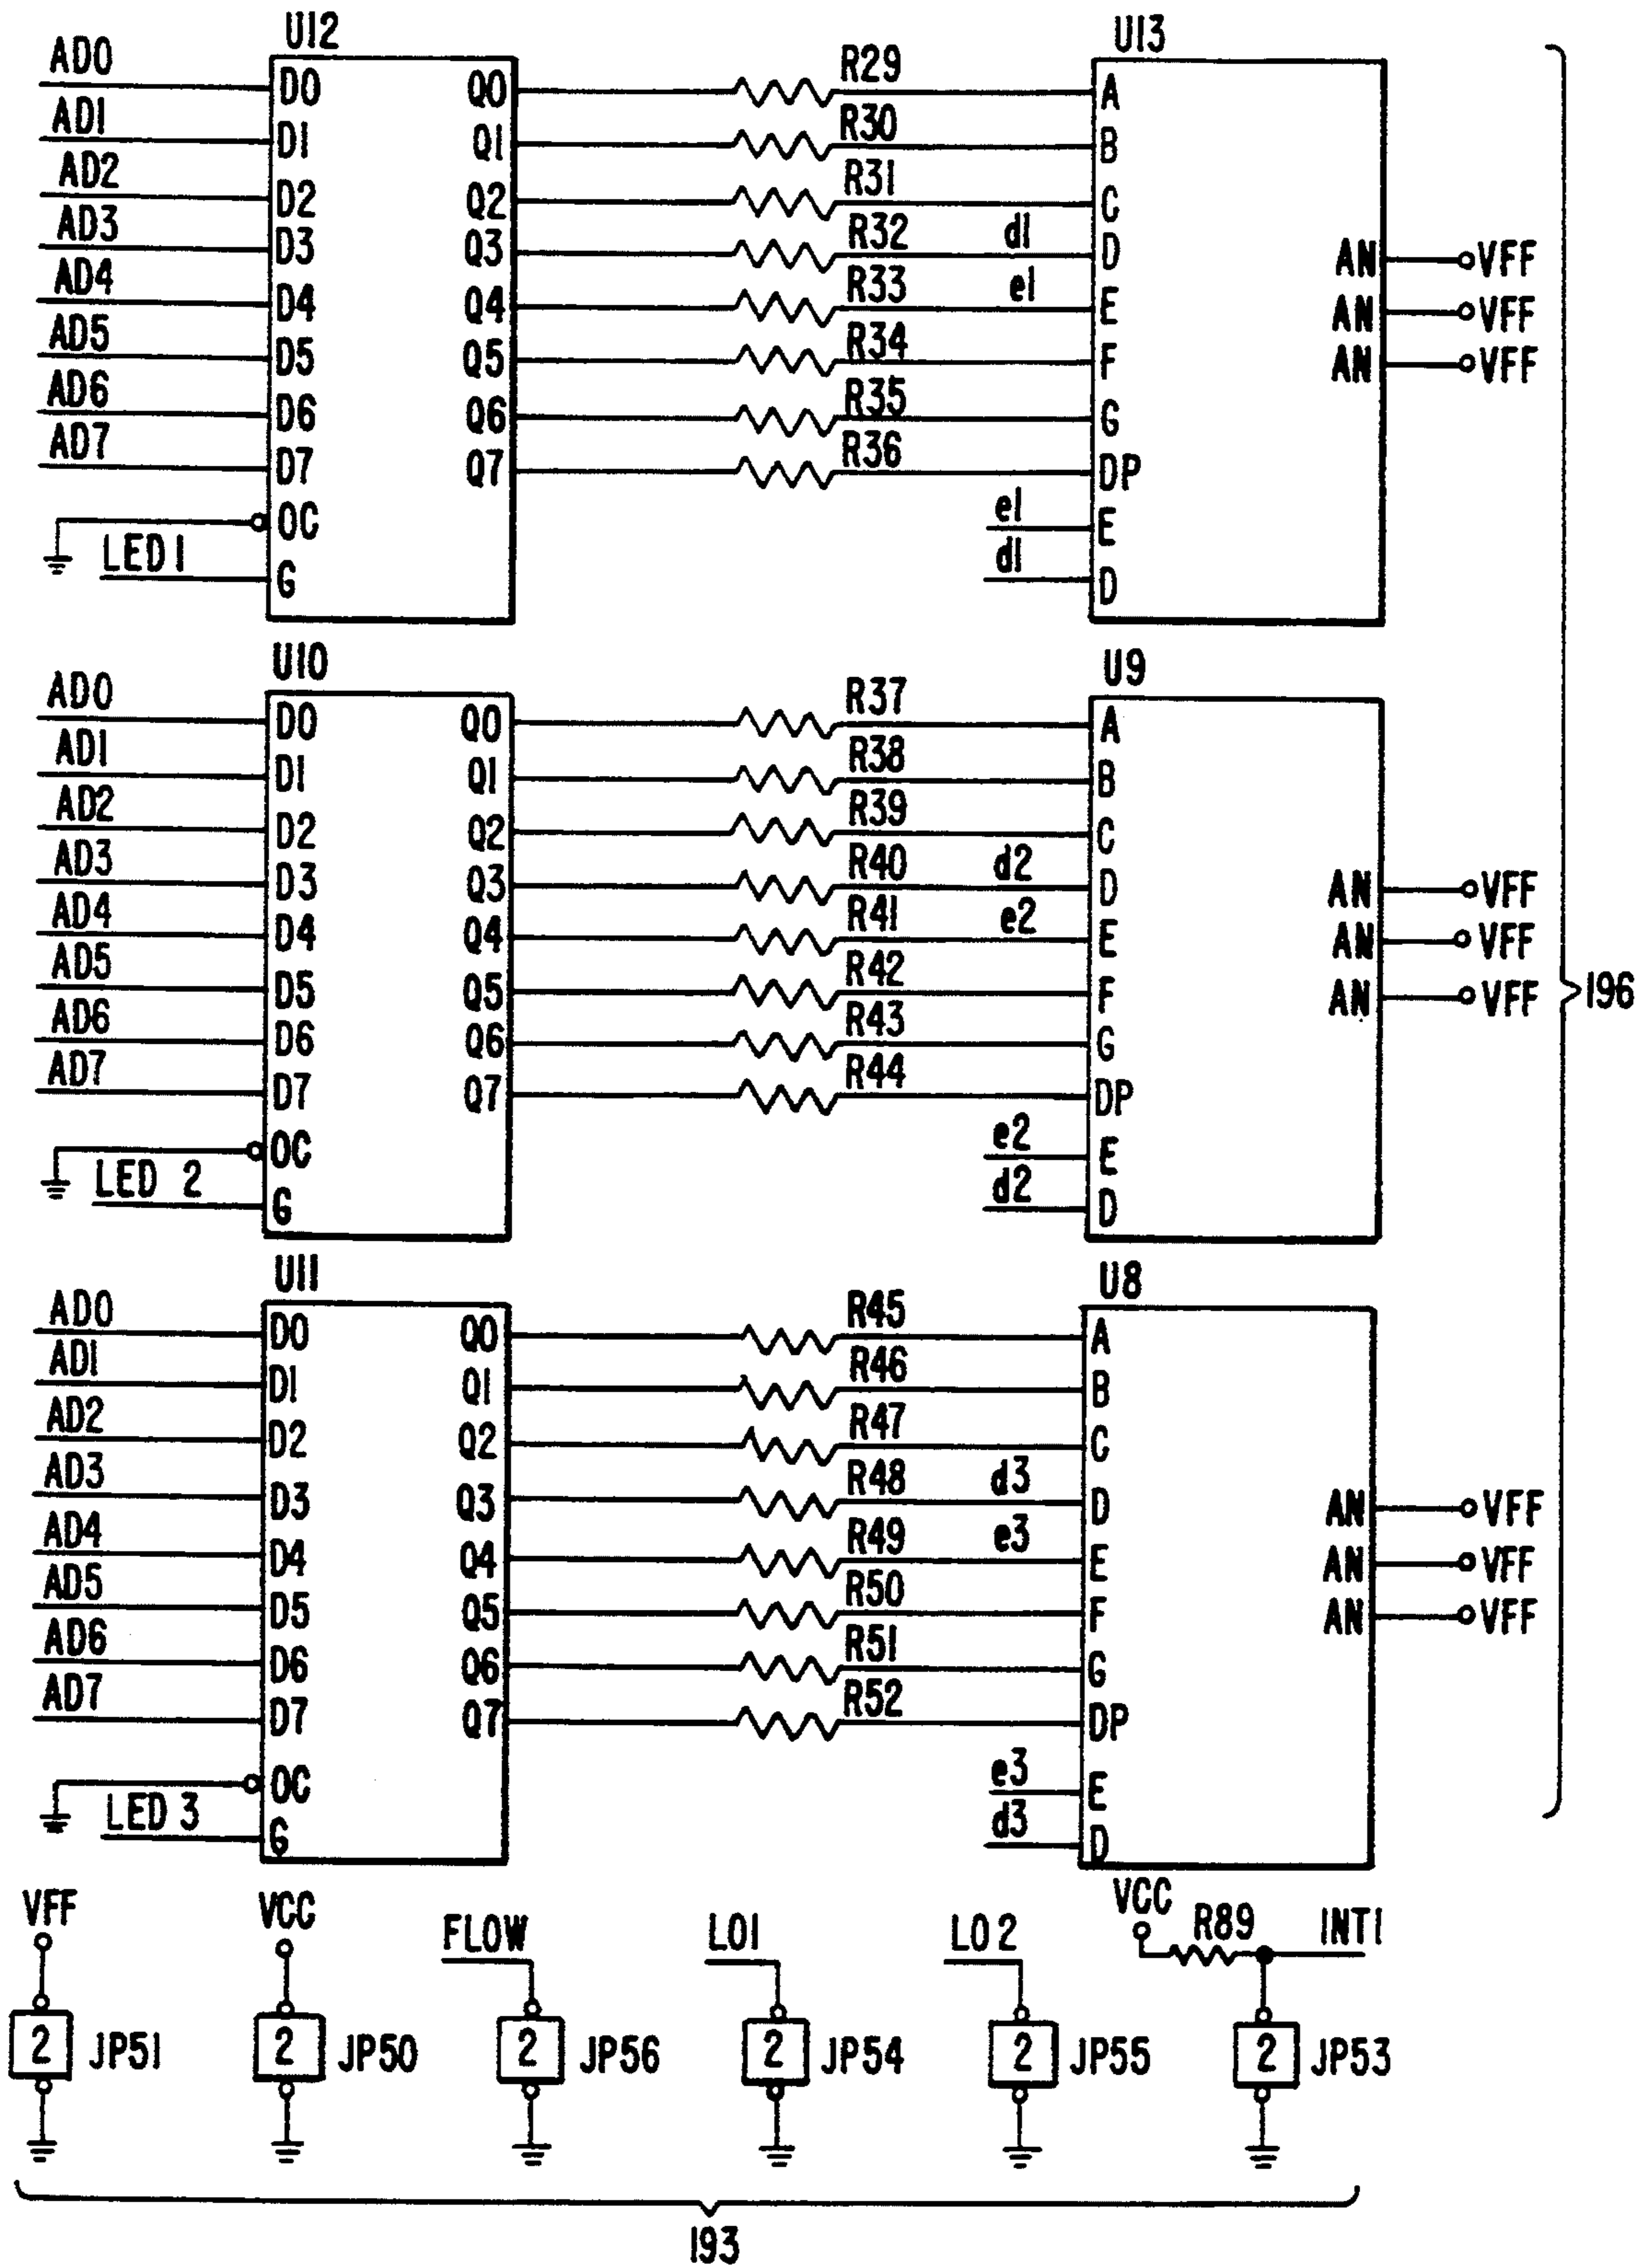 U12 U13
AD0 D0 Q0 R29 A
AD1 D1 Q1 R30 B
AD2 D2 Q2 R31 C
AD3 D3 Q3 R32 d1 D AN VFF
AD4 D4 Q4 R33 e1 E AN VFF
AD5 D5 Q5 R34 F AN VFF
AD6 D6 Q6 R35 G
AD7 D7 Q7 R36 DP
OC e1 E
LED1 G d1 D
U10 U9
AD0 D0 Q0 R37 A
AD1 D1 Q1 R38 B
AD2 D2 Q2 R39 C
AD3 D3 Q3 R40 d2 D AN VFF
AD4 D4 Q4 R41 e2 E AN VFF
AD5 D5 Q5 R42 F AN VFF
196
AD6 D6 Q6 R43 G
AD7 D7 Q7 R44 DP
OC e2 E
LED 2 G d2 D
U11 U8
AD0 D0 Q0 R45 A
AD1 D1 Q1 R46 B
AD2 D2 Q2 R47 C
AD3 D3 Q3 R48 d3 D AN VFF
AD4 D4 Q4 R49 e3 E AN VFF
AD5 D5 Q5 R50 F AN VFF
AD6 D6 Q6 R51 G
AD7 D7 Q7 R52 DP
OC e3 E
LED 3 G d3 D
VFF VCC FLOW LO1 LO2 VCC R89 INT1
2 JP51 2 JP50 2 JP56 2 JP54 2 JP55 2 JP53
193